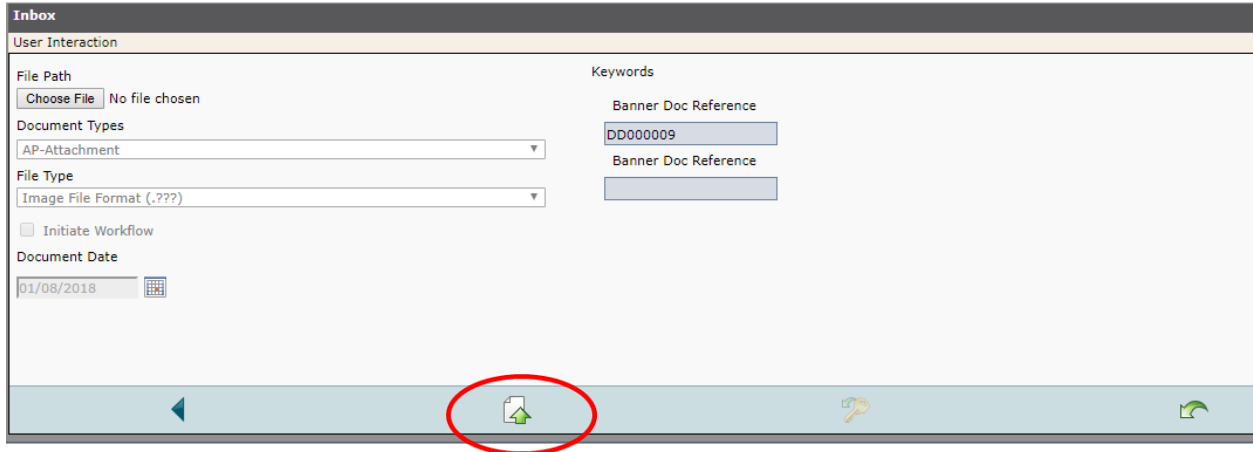 Inbox
User Interaction
File Path
Choose File No file chosen
Document Types
AP-Attachment
File Type
Image File Format (.???)
Initiate Workflow
Document Date
01/08/2018
Keywords
Banner Doc Reference
DD000009
Banner Doc Reference